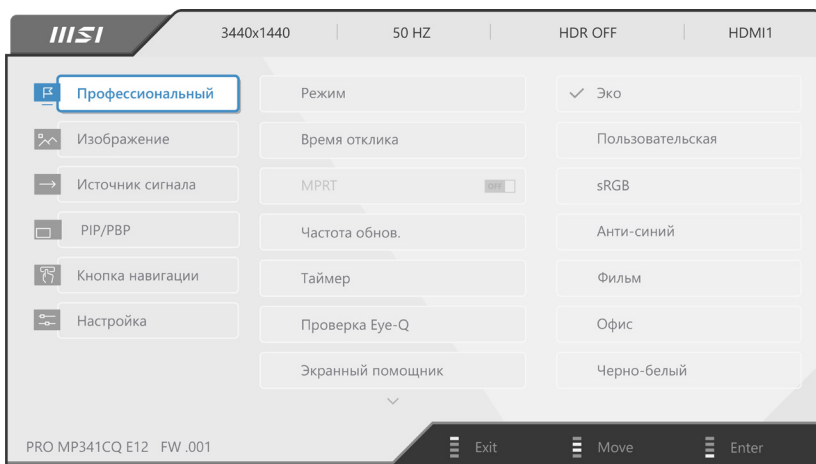 msi
3440x1440
50 HZ
HDR OFF
HDMI1
Профессиональный
Изображение
Источник сигнала
PIP/PBP
Кнопка навигации
Настройка
Режим
Время отклика
MPRT OFF
Частота обнов.
Таймер
Проверка Eye-Q
Экранный помощник
Эко
Пользовательская
sRGB
Анти-синий
Фильм
Офис
Черно-белый
PRO MP341CQ E12 FW .001
Exit
Move
Enter